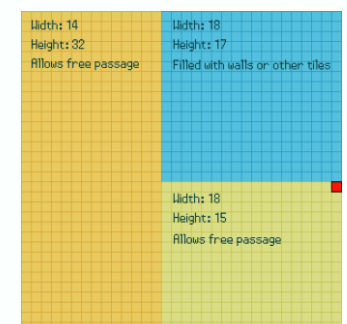 Width: 14
Height: 32
Allows free passage
Width: 18
Height: 17
Filled with walls or other tiles
Width: 18
Height: 15
Allows free passage